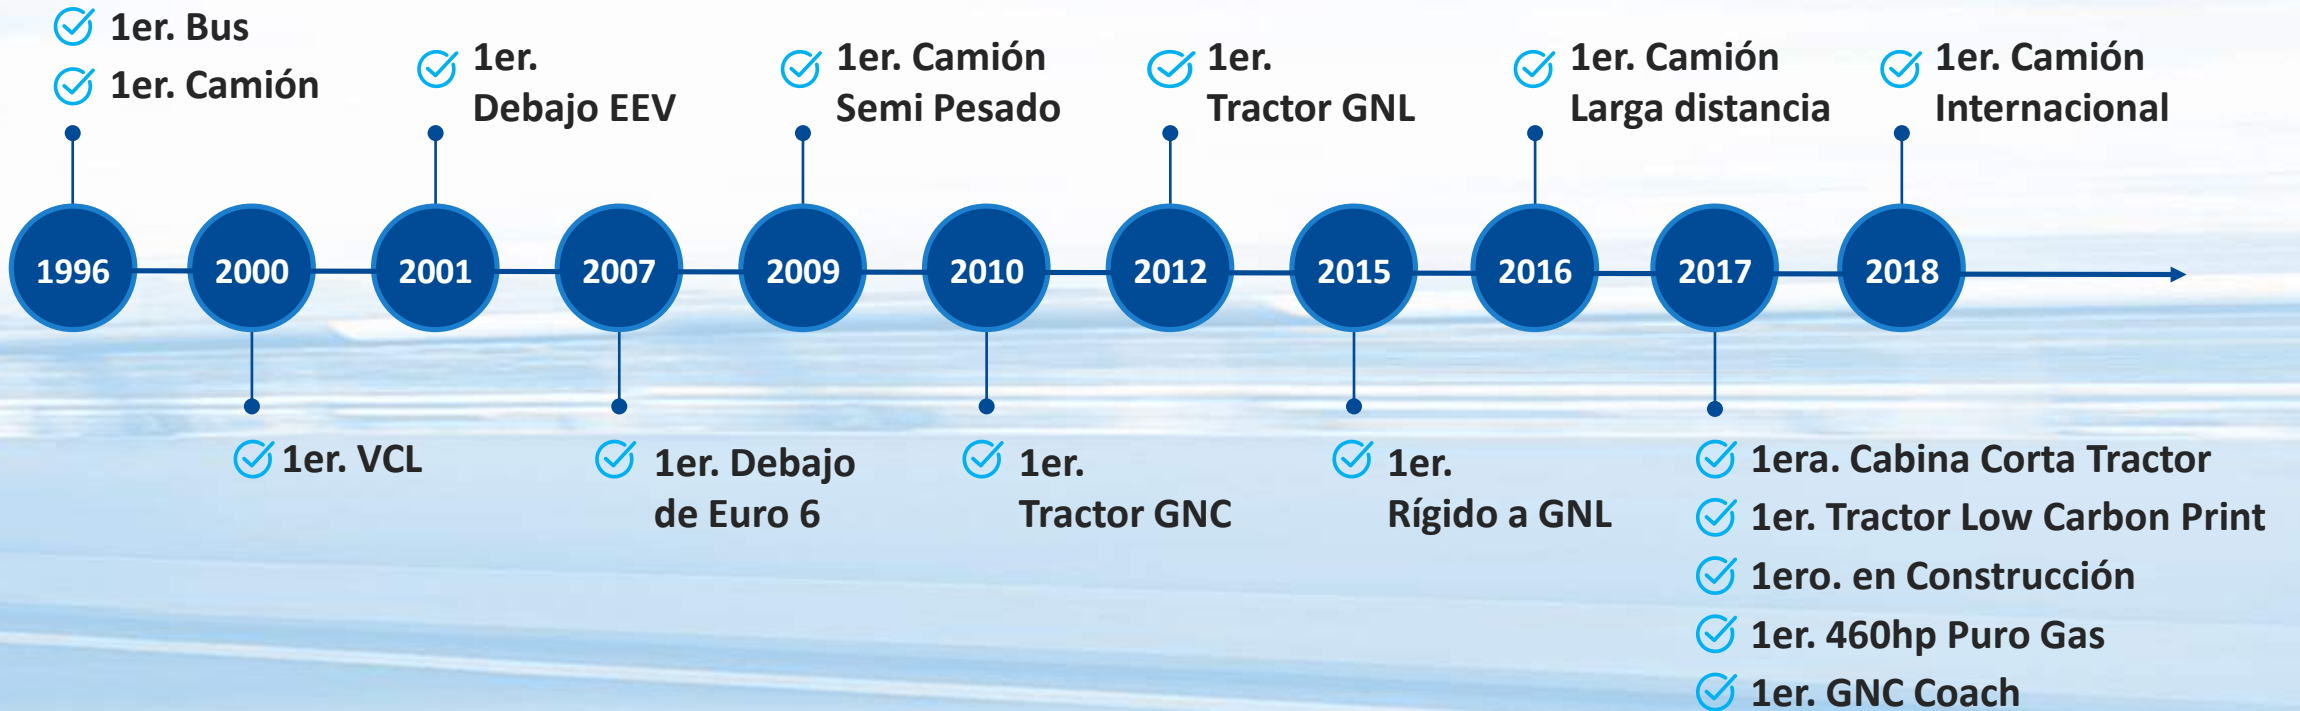 1er. Bus
1er. Camión
1er.
Debajo EEV
1er. Camión
Semi Pesado
1er.
Tractor GNL
1er. Camión
Larga distancia
1er. Camión
Internacional
1996
2000
2001
2007
2009
2010
2012
2015
2016
2017
2018
1er. VCL
1er. Debajo
de Euro 6
1er.
Tractor GNC
1er.
Rígido a GNL
1era. Cabina Corta Tractor
1er. Tractor Low Carbon Print
1ero. en Construcción
1er. 460hp Puro Gas
1er. GNC Coach